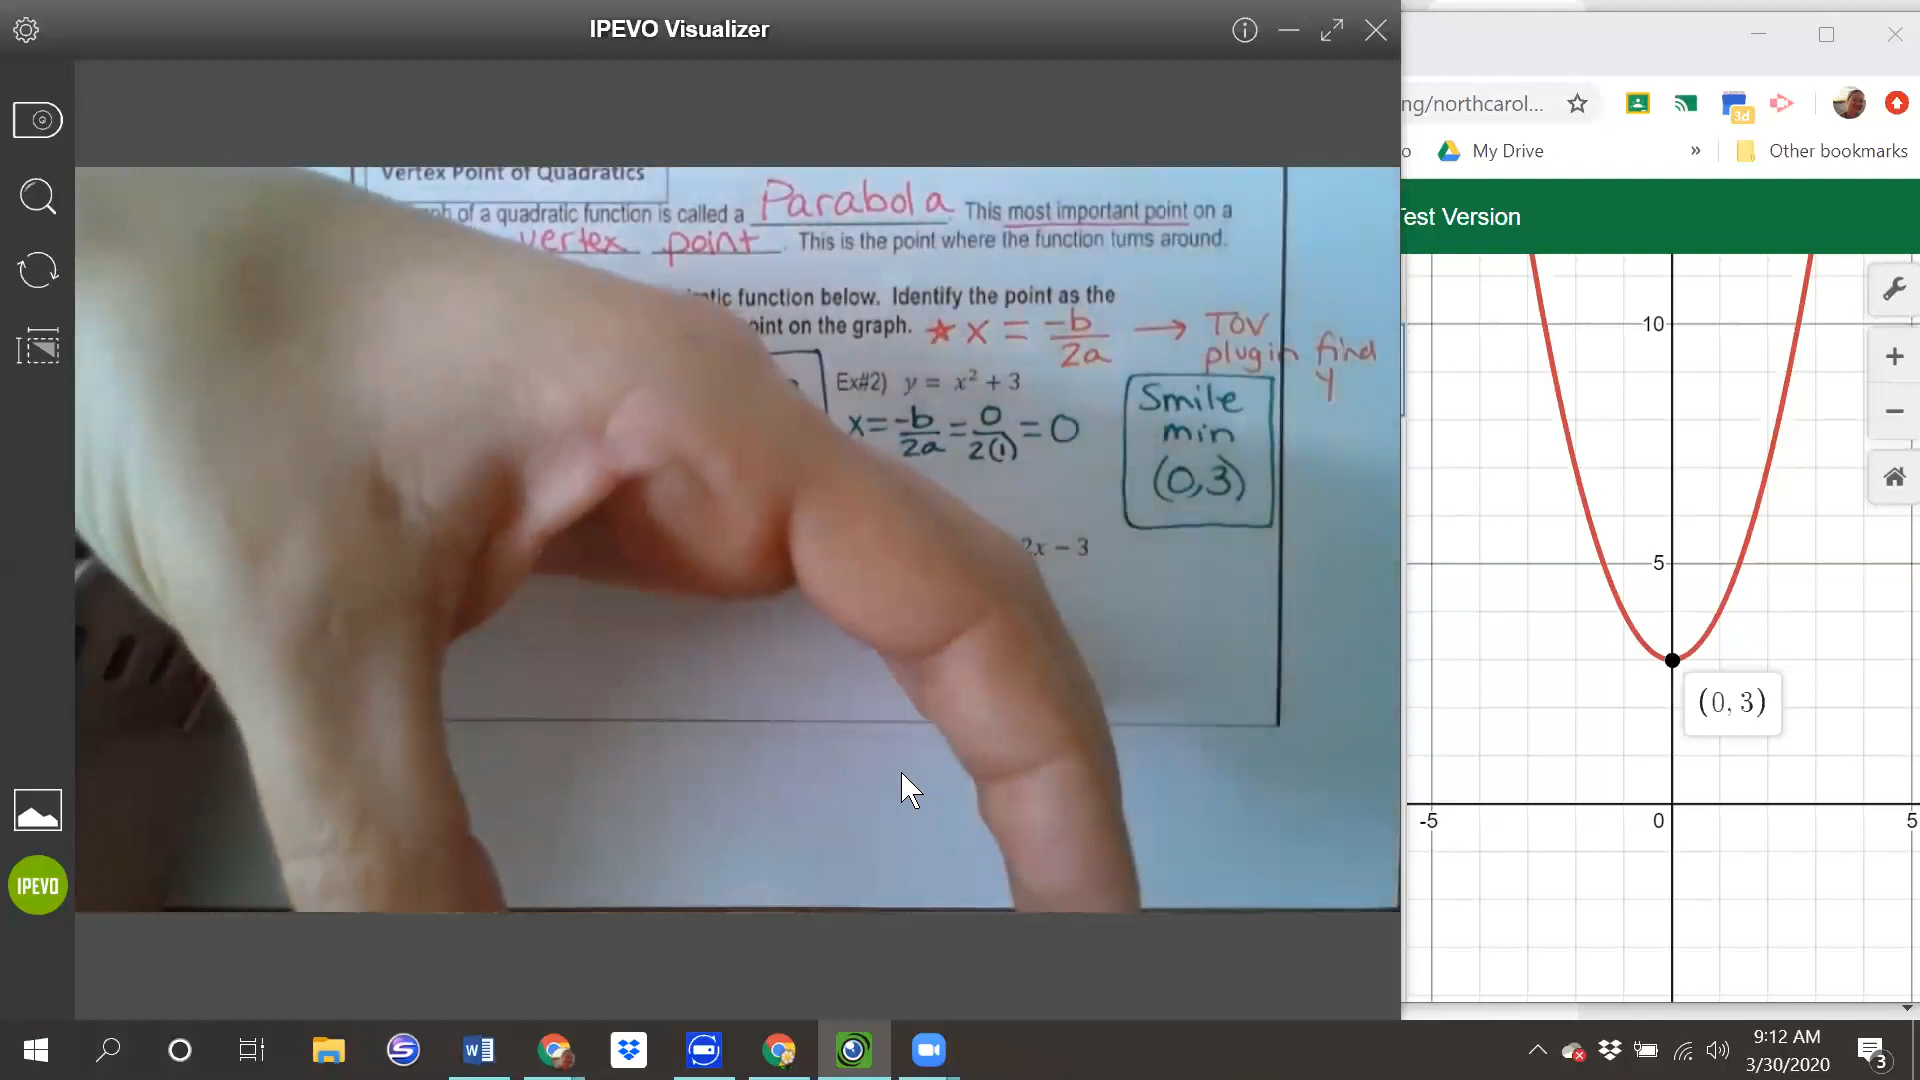 IPEVO Visualizer
ng/northcarol...
3d
My Drive
»
Other bookmarks
Test Version
Vertex Point of Quadratics
of a quadratic function is called a Parabola. This most important point on a
vertex point. This is the point where the function turns around.
function below. Identify the point as the
on the graph. ★ x = -b/2a → TOV
plug in find
y
Ex#2) y = x² + 3
x = -b/2a = 0/2(1) = 0
Smile
min
(0,3)
2x − 3
10
5
(0, 3)
-5
0
5
IPEVO
9:12 AM
3/30/2020
3